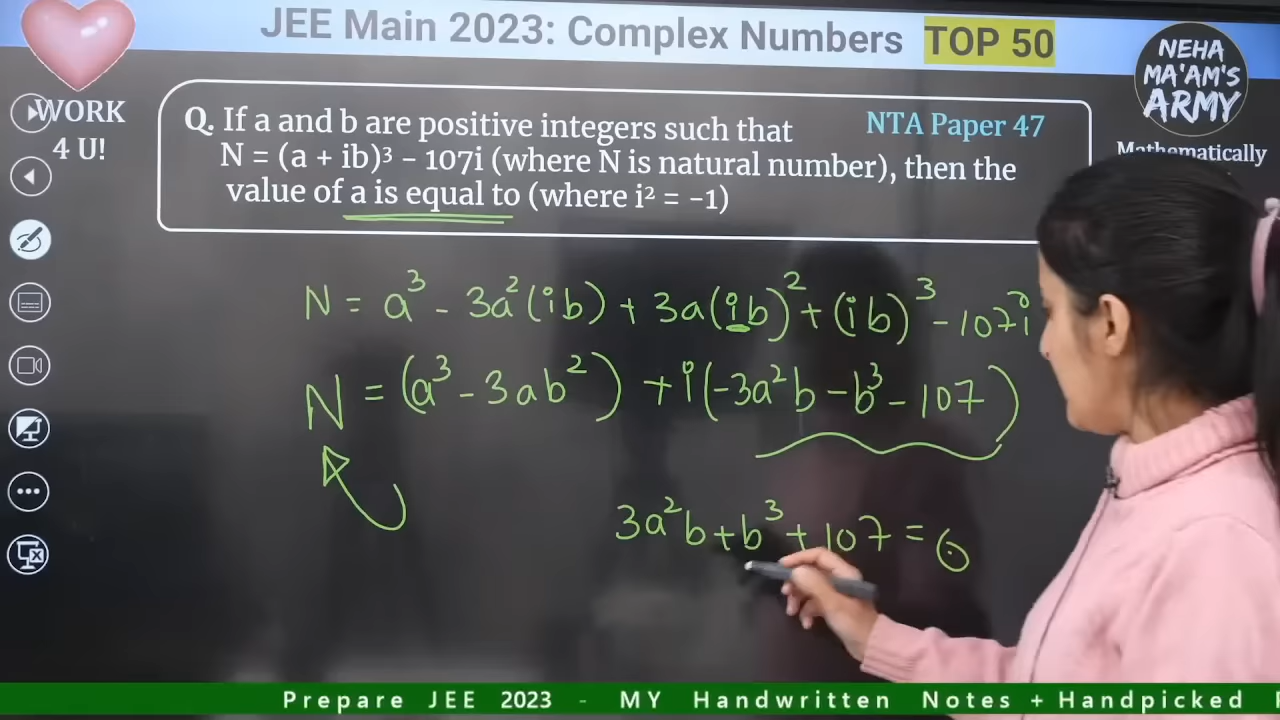 JEE Main 2023: Complex Numbers TOP 50
NEHA
MA'AM'S
ARMY
Mathematically
WORK
4 U!
Q. If a and b are positive integers such that NTA Paper 47
N = (a + ib)³ - 107i (where N is natural number), then the
value of a is equal to (where i² = -1)
N = a³ - 3a²(ib) + 3a(ib)² + (ib)³ - 107i
N = (a³ - 3ab²) + i(-3a²b - b³ - 107)
3a²b + b³ + 107 = 0
Prepare JEE 2023 - MY Handwritten Notes + Handpicked